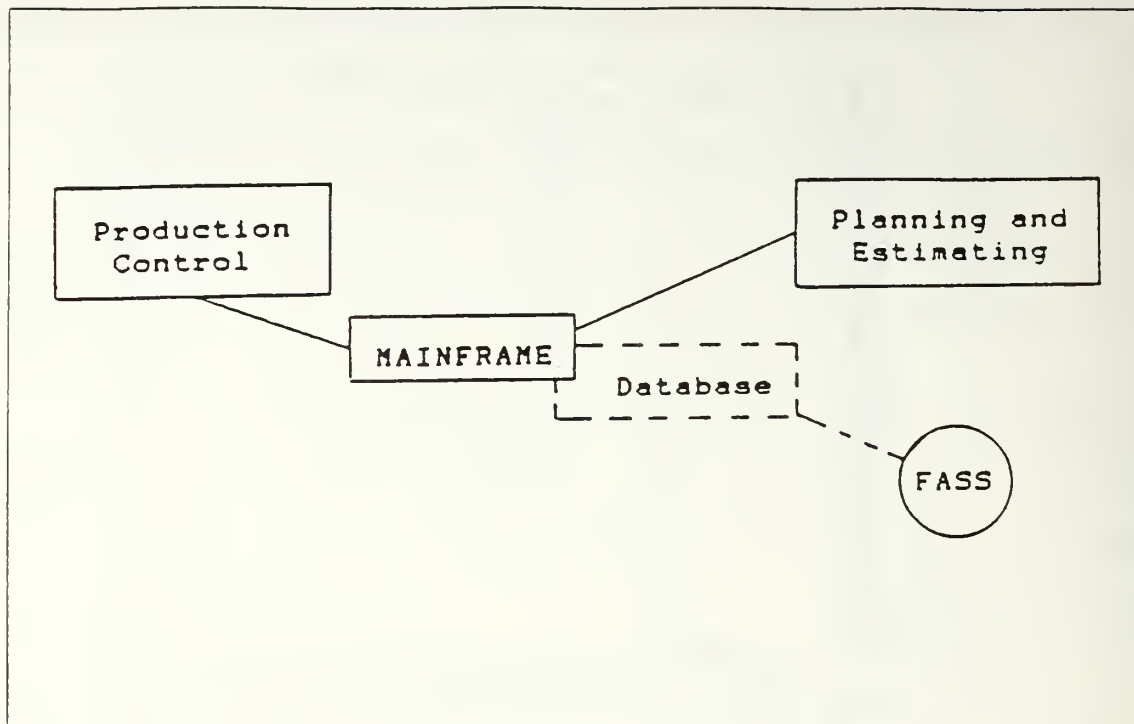 Production
Control
Planning and
Estimating
MAINFRAME
Database
FASS